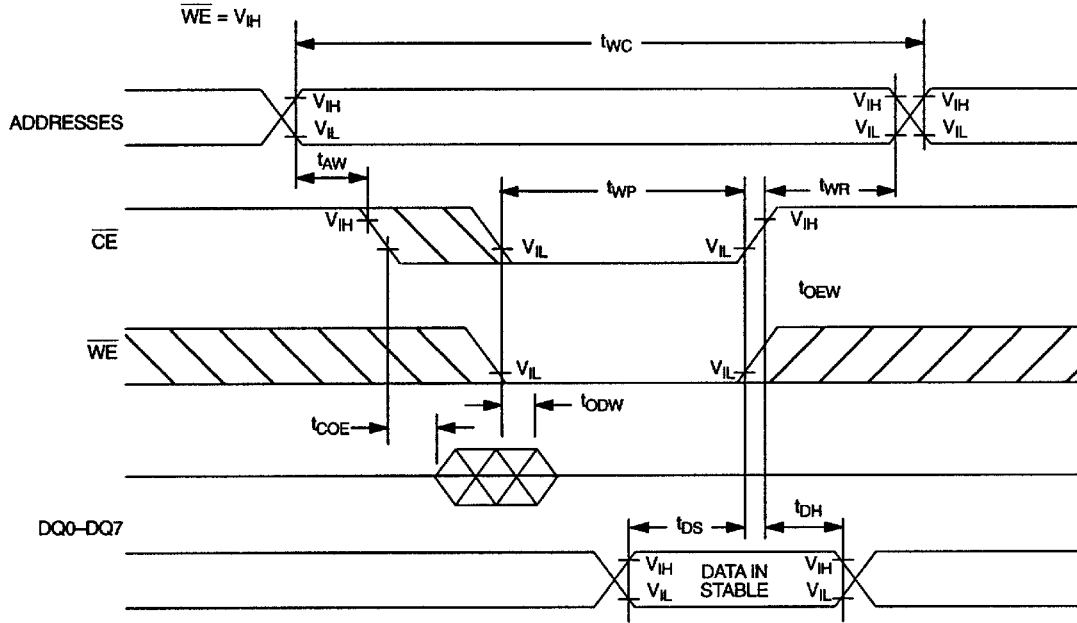 WE = VIH
tWC
ADDRESSES
VIH VIH VIH
VIL VIL VIL
tAW
tWP tWR
CE
VIH VIH
VIL VIL
tOEW
WE
VIL VIL
tCOE tODW
DQ0–DQ7
tDS tDH
VIH DATA IN VIH
VIL STABLE VIL